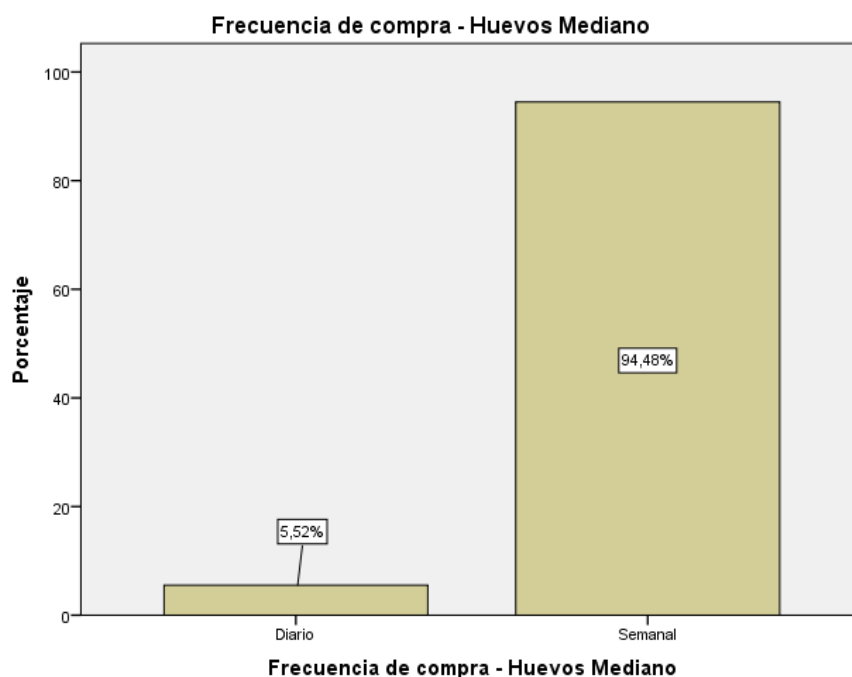 Frecuencia de compra - Huevos Mediano
Porcentaje
100
80
60
40
20
0
5,52%
94,48%
Diario
Semanal
Frecuencia de compra - Huevos Mediano